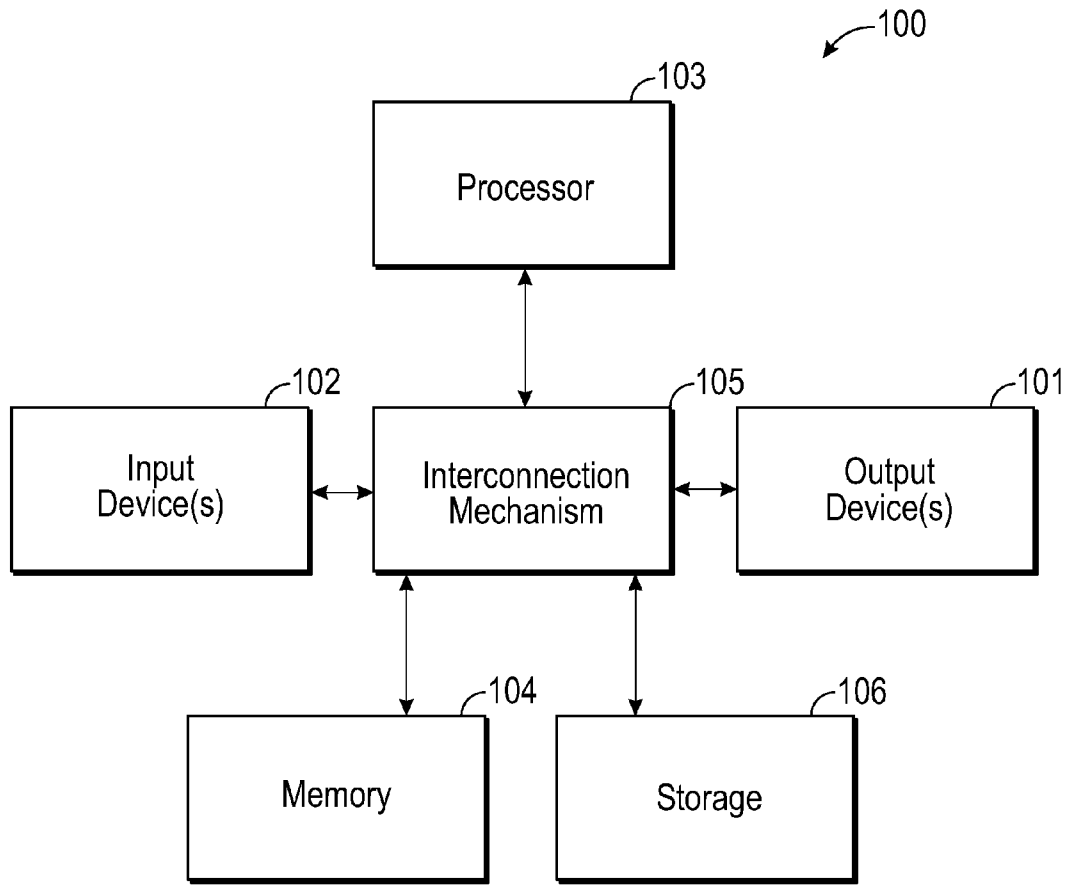 100
103
Processor
102
105
101
Input
Device(s)
Interconnection
Mechanism
Output
Device(s)
104
106
Memory
Storage